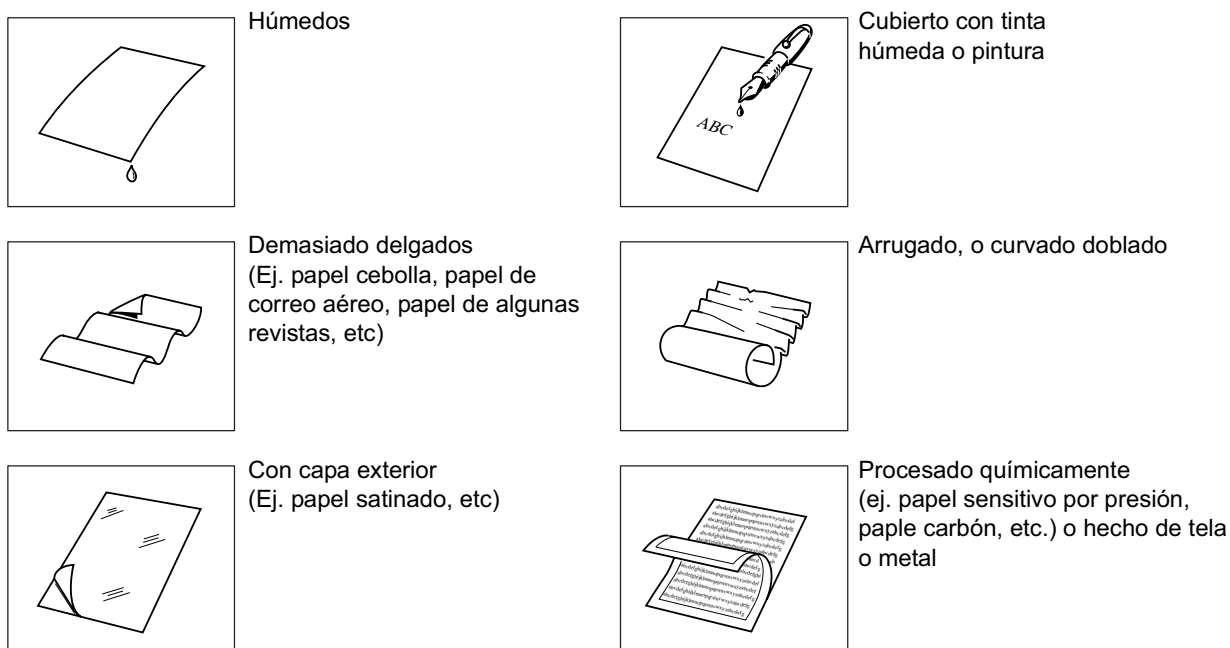 Húmedos
Cubierto con tinta
húmeda o pintura
ABC
Demasiado delgados
(Ej. papel cebolla, papel de
correo aéreo, papel de algunas
revistas, etc)
Arrugado, o curvado doblado
Con capa exterior
(Ej. papel satinado, etc)
Procesado químicamente
(ej. papel sensitivo por presión,
paple carbón, etc.) o hecho de tela
o metal